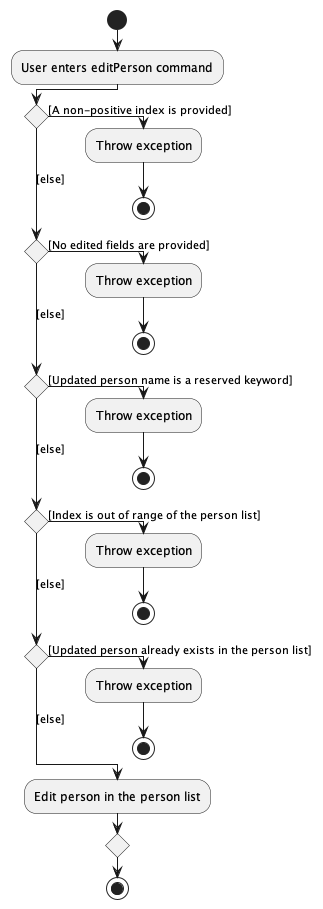 User enters editPerson command
[A non-positive index is provided]
Throw exception
[else]
[No edited fields are provided]
Throw exception
[else]
[Updated person name is a reserved keyword]
Throw exception
[else]
[Index is out of range of the person list]
Throw exception
[else]
[Updated person already exists in the person list]
Throw exception
[else]
Edit person in the person list